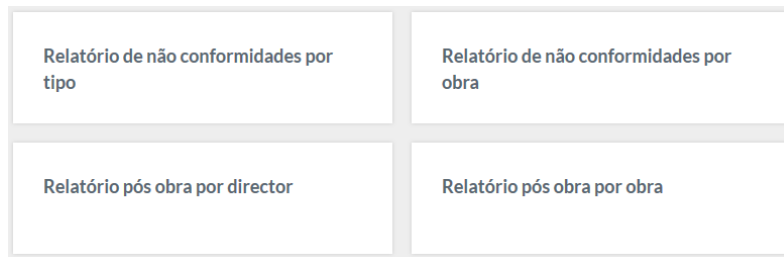 Relatório de não conformidades por
tipo
Relatório de não conformidades por
obra
Relatório pós obra por director
Relatório pós obra por obra